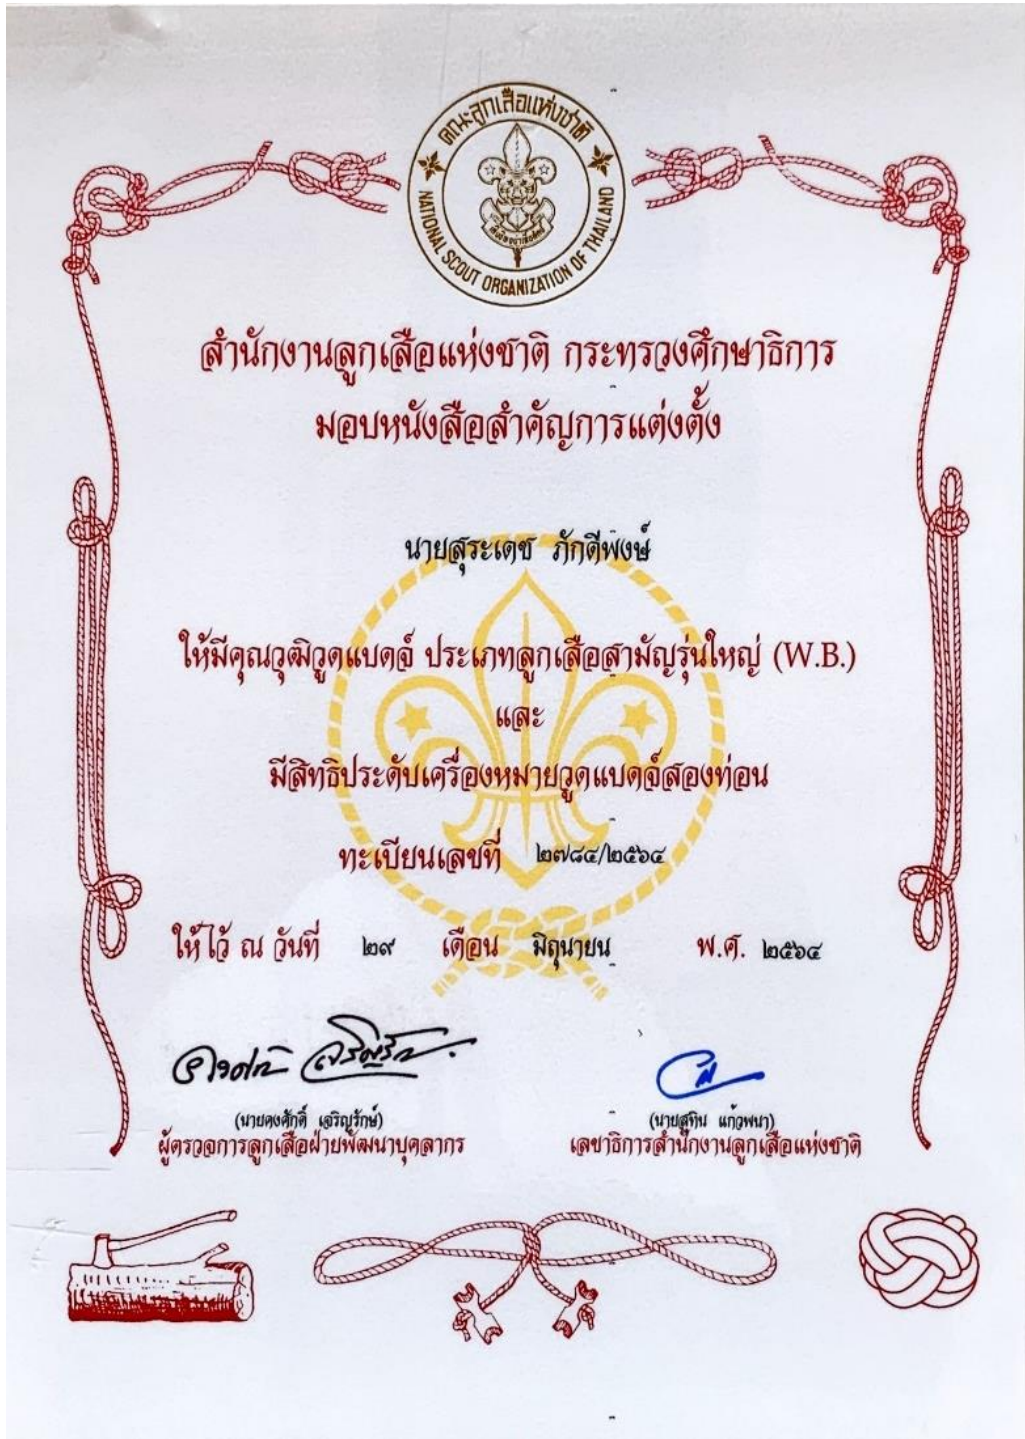 คณะลูกเสือแห่งชาติ
NATIONAL SCOUT ORGANIZATION OF THAILAND
สำนักงานลูกเสือแห่งชาติ กระทรวงศึกษาธิการ
มอบหนังสือสำคัญการแต่งตั้ง
นายสุระเดช ภักดีพงษ์
ให้มีคุณวุฒิวูดแบดจ์ ประเภทลูกเสือสามัญรุ่นใหญ่ (W.B.)
และ
มีสิทธิประดับเครื่องหมายวูดแบดจ์สองท่อน
ทะเบียนเลขที่ ๒๗๘๔/๒๕๖๔
ให้ไว้ ณ วันที่ ๒๙ เดือน มิถุนายน พ.ศ. ๒๕๖๔
(นายคงศักดิ์ เจริญรักษ์) (นายสุทิน แก้วพนา)
ผู้ตรวจการลูกเสือฝ่ายพัฒนาบุคลากร เลขาธิการสำนักงานลูกเสือแห่งชาติ